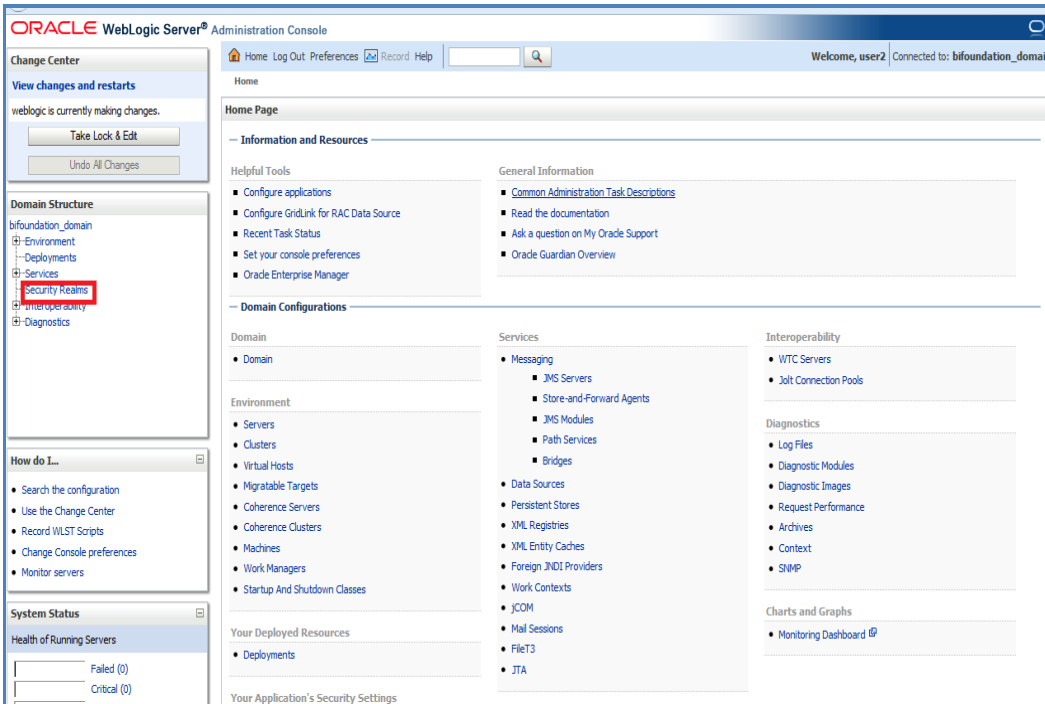 ORACLE WebLogic Server® Administration Console
Change Center
View changes and restarts
weblogic is currently making changes.
Take Lock & Edit
Undo All Changes
Domain Structure
bifoundation_domain
Environment
Deployments
Services
Security Realms
Interoperability
Diagnostics
How do I...
Search the configuration
Use the Change Center
Record WLST Scripts
Change Console preferences
Monitor servers
System Status
Health of Running Servers
Failed (0)
Critical (0)
Home Log Out Preferences Record Help
Welcome, user2 Connected to: bifoundation_domai
Home
Home Page
Information and Resources
Helpful Tools
Configure applications
Configure GridLink for RAC Data Source
Recent Task Status
Set your console preferences
Oracle Enterprise Manager
General Information
Common Administration Task Descriptions
Read the documentation
Ask a question on My Oracle Support
Oracle Guardian Overview
Domain Configurations
Domain
Domain
Environment
Servers
Clusters
Virtual Hosts
Migratable Targets
Coherence Servers
Coherence Clusters
Machines
Work Managers
Startup And Shutdown Classes
Your Deployed Resources
Deployments
Your Application's Security Settings
Services
Messaging
JMS Servers
Store-and-Forward Agents
JMS Modules
Path Services
Bridges
Data Sources
Persistent Stores
XML Registries
XML Entity Caches
Foreign JNDI Providers
Work Contexts
jCOM
Mail Sessions
FileT3
JTA
Interoperability
WTC Servers
Jolt Connection Pools
Diagnostics
Log Files
Diagnostic Modules
Diagnostic Images
Request Performance
Archives
Context
SNMP
Charts and Graphs
Monitoring Dashboard